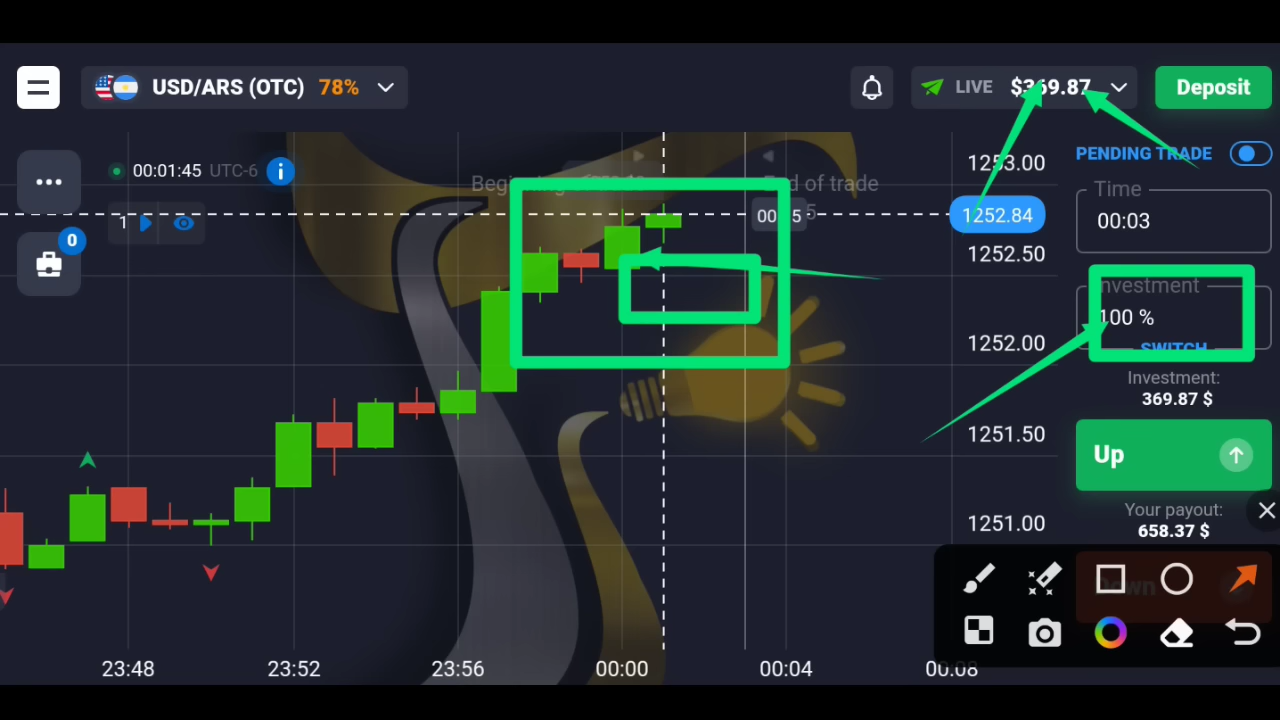 USD/ARS (OTC) 78%
LIVE $369.87
Deposit
00:01:45 UTC-6
PENDING TRADE
1253.00
Time
00:03
End of trade
1252.84
1
0
1252.50
Investment
100 %
SWITCH
1252.00
Investment:
369.87 $
1251.50
Up
Your payout:
658.37 $
1251.00
Down
23:48 23:52 23:56 00:00 00:04 00:08